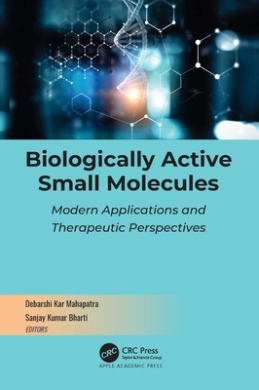 Biologically Active
Small Molecules
Modern Applications and
Therapeutic Perspectives
Debarshi Kar Mahapatra
Sanjay Kumar Bharti
EDITORS
CRC
CRC Press
Taylor & Francis Group
APPLE ACADEMIC PRESS